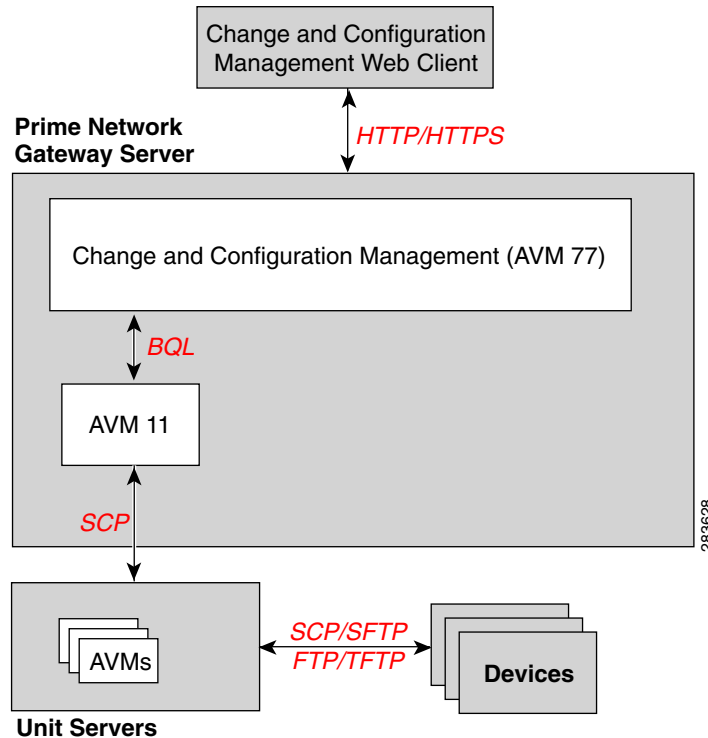 Change and Configuration
Management Web Client
Prime Network
Gateway Server
HTTP/HTTPS
Change and Configuration Management (AVM 77)
BQL
AVM 11
SCP
283628
AVMs
SCP/SFTP
FTP/TFTP
Devices
Unit Servers